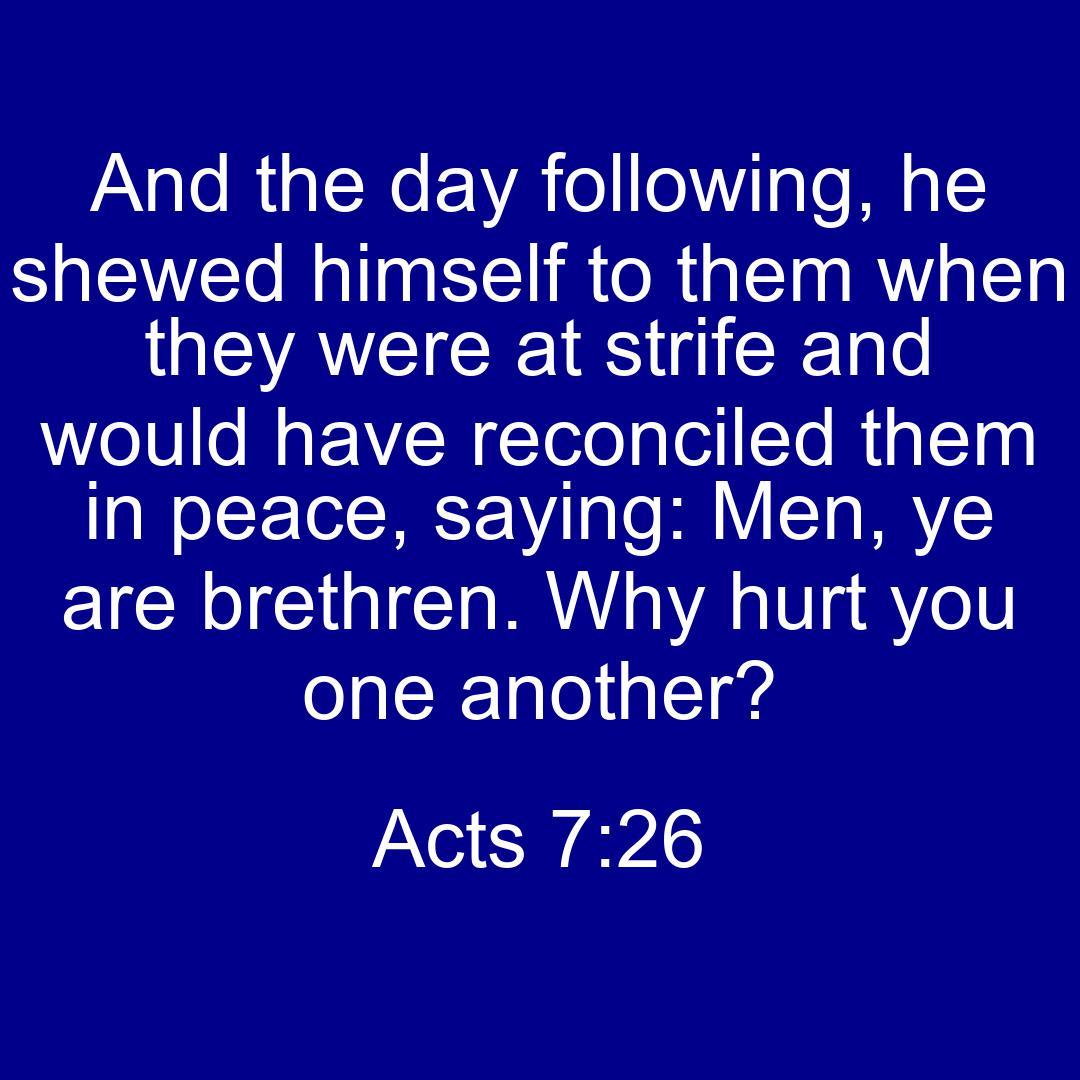 And the day following, he
shewed himself to them when
they were at strife and
would have reconciled them
in peace, saying: Men, ye
are brethren. Why hurt you
one another?
Acts 7:26